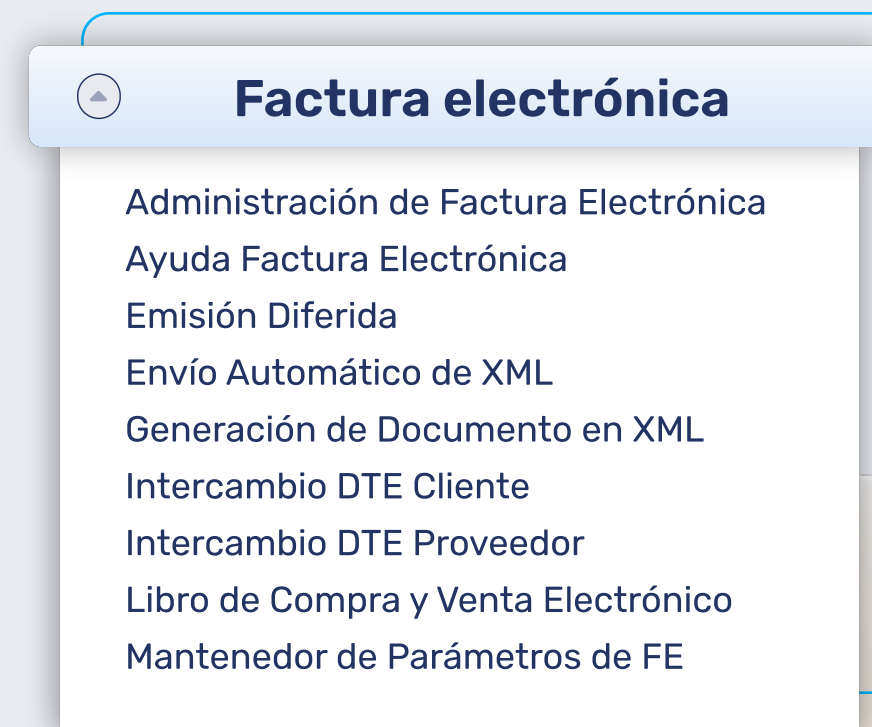 Factura electrónica
Administración de Factura Electrónica
Ayuda Factura Electrónica
Emisión Diferida
Envío Automático de XML
Generación de Documento en XML
Intercambio DTE Cliente
Intercambio DTE Proveedor
Libro de Compra y Venta Electrónico
Mantenedor de Parámetros de FE